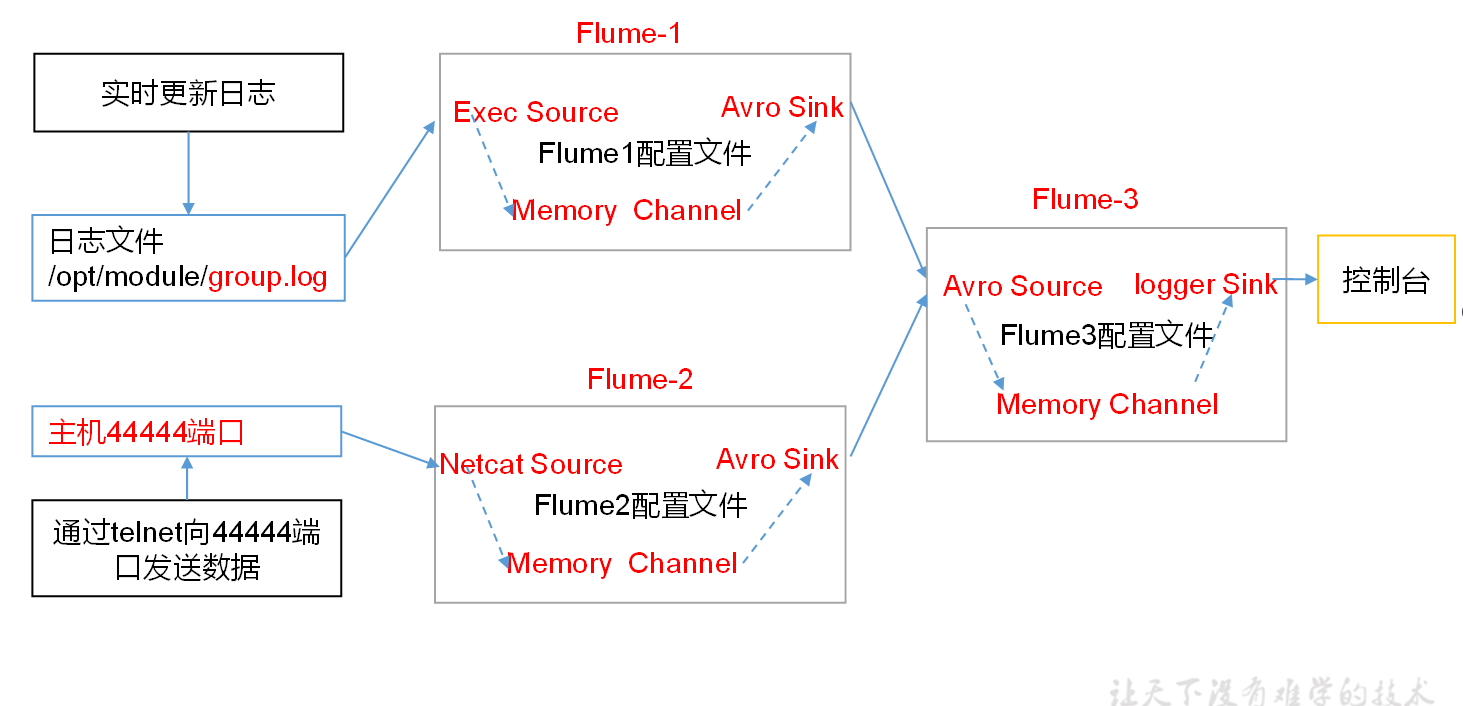 Flume-1
实时更新日志
Exec Source
Avro Sink
Flume1配置文件
Memory Channel
日志文件
/opt/module/group.log
Flume-3
Avro Source
logger Sink
Flume3配置文件
Memory Channel
控制台
Flume-2
主机44444端口
Netcat Source
Avro Sink
Flume2配置文件
Memory Channel
通过telnet向44444端
口发送数据
让天下没有难学的技术